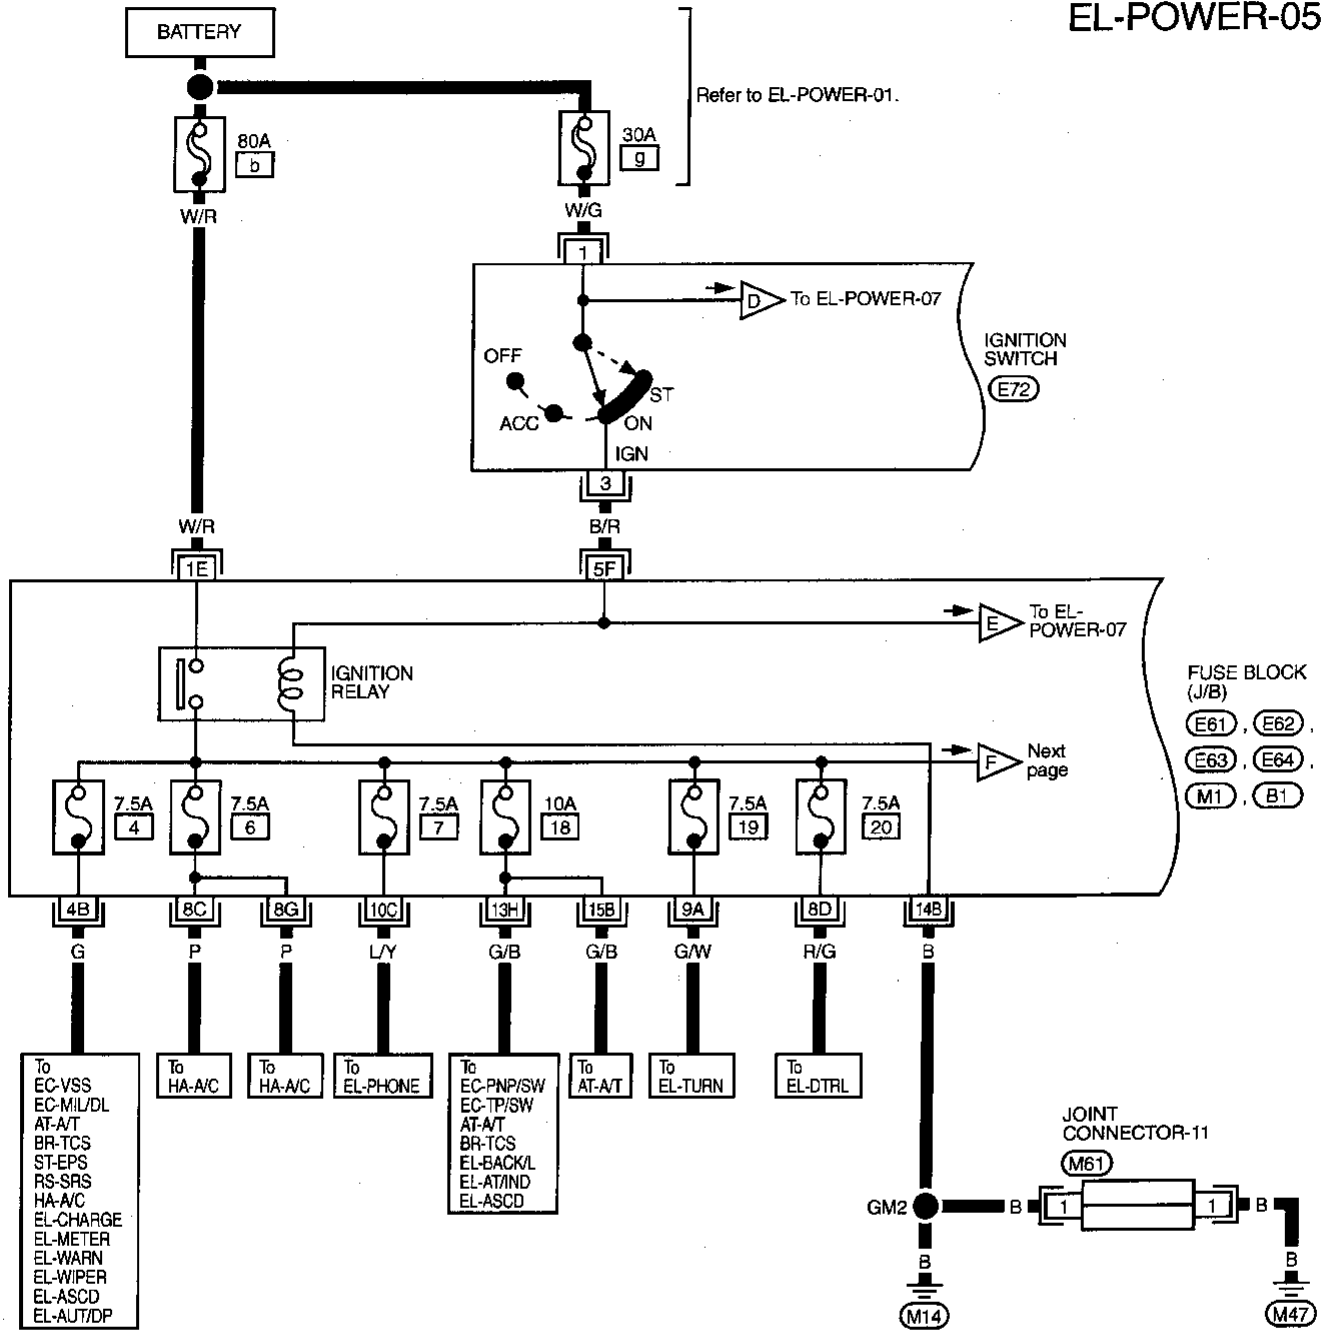 EL-POWER-05
BATTERY
Refer to EL-POWER-01.
80A
b
30A
g
W/R
W/G
1
D
To EL-POWER-07
IGNITION
SWITCH
E72
OFF
ACC
ST
ON
IGN
3
W/R
B/R
1E
5F
E
To EL-
POWER-07
IGNITION
RELAY
FUSE BLOCK
(J/B)
E61 , E62 ,
E63 , E64 ,
M1 , B1
F
Next
page
7.5A
4
7.5A
6
7.5A
7
10A
18
7.5A
19
7.5A
20
4B
8C
8G
10C
13H
15B
9A
8D
14B
G
P
P
L/Y
G/B
G/B
G/W
R/G
B
To
EC-VSS
EC-MIL/DL
AT-A/T
BR-TCS
ST-EPS
RS-SRS
HA-A/C
EL-CHARGE
EL-METER
EL-WARN
EL-WIPER
EL-ASCD
EL-AUT/DP
To
HA-A/C
To
HA-A/C
To
EL-PHONE
To
EC-PNP/SW
EC-TP/SW
AT-A/T
BR-TCS
EL-BACK/L
EL-AT/IND
EL-ASCD
To
AT-A/T
To
EL-TURN
To
EL-DTRL
JOINT
CONNECTOR-11
M61
GM2
B
1
1
B
B
B
M14
M47